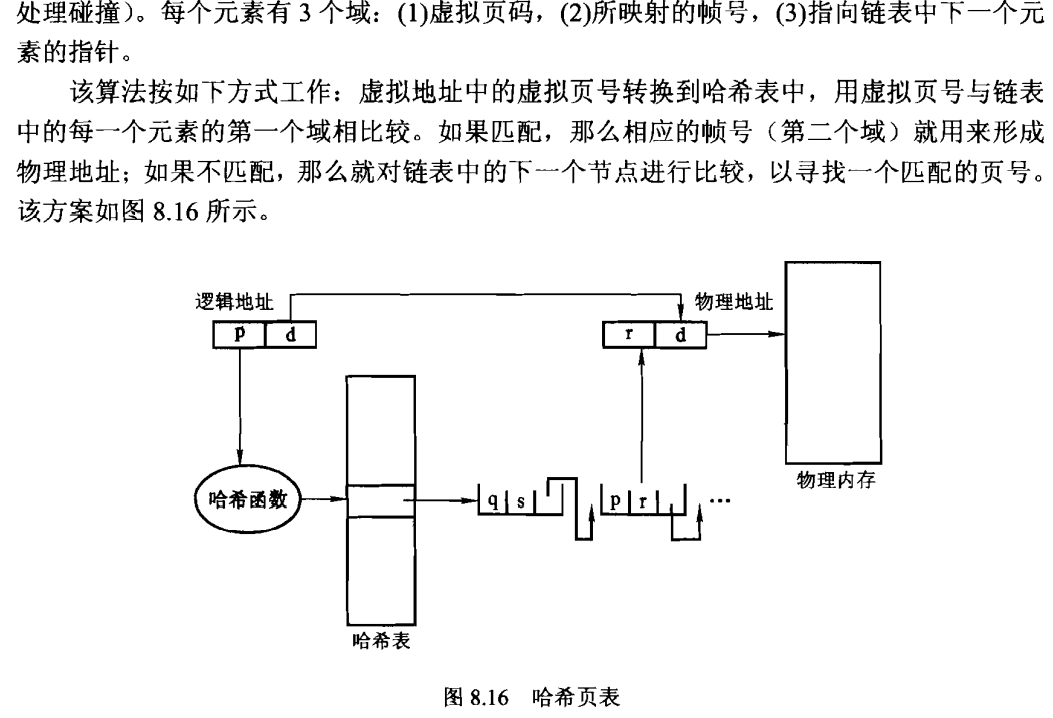 处理碰撞）。每个元素有 3 个域：(1)虚拟页码，(2)所映射的帧号，(3)指向链表中下一个元
素的指针。
该算法按如下方式工作：虚拟地址中的虚拟页号转换到哈希表中，用虚拟页号与链表
中的每一个元素的第一个域相比较。如果匹配，那么相应的帧号（第二个域）就用来形成
物理地址；如果不匹配，那么就对链表中的下一个节点进行比较，以寻找一个匹配的页号。
该方案如图 8.16 所示。
逻辑地址
物理地址
p d
r d
物理内存
哈希函数
q s
p r
…
哈希表
图 8.16 哈希页表